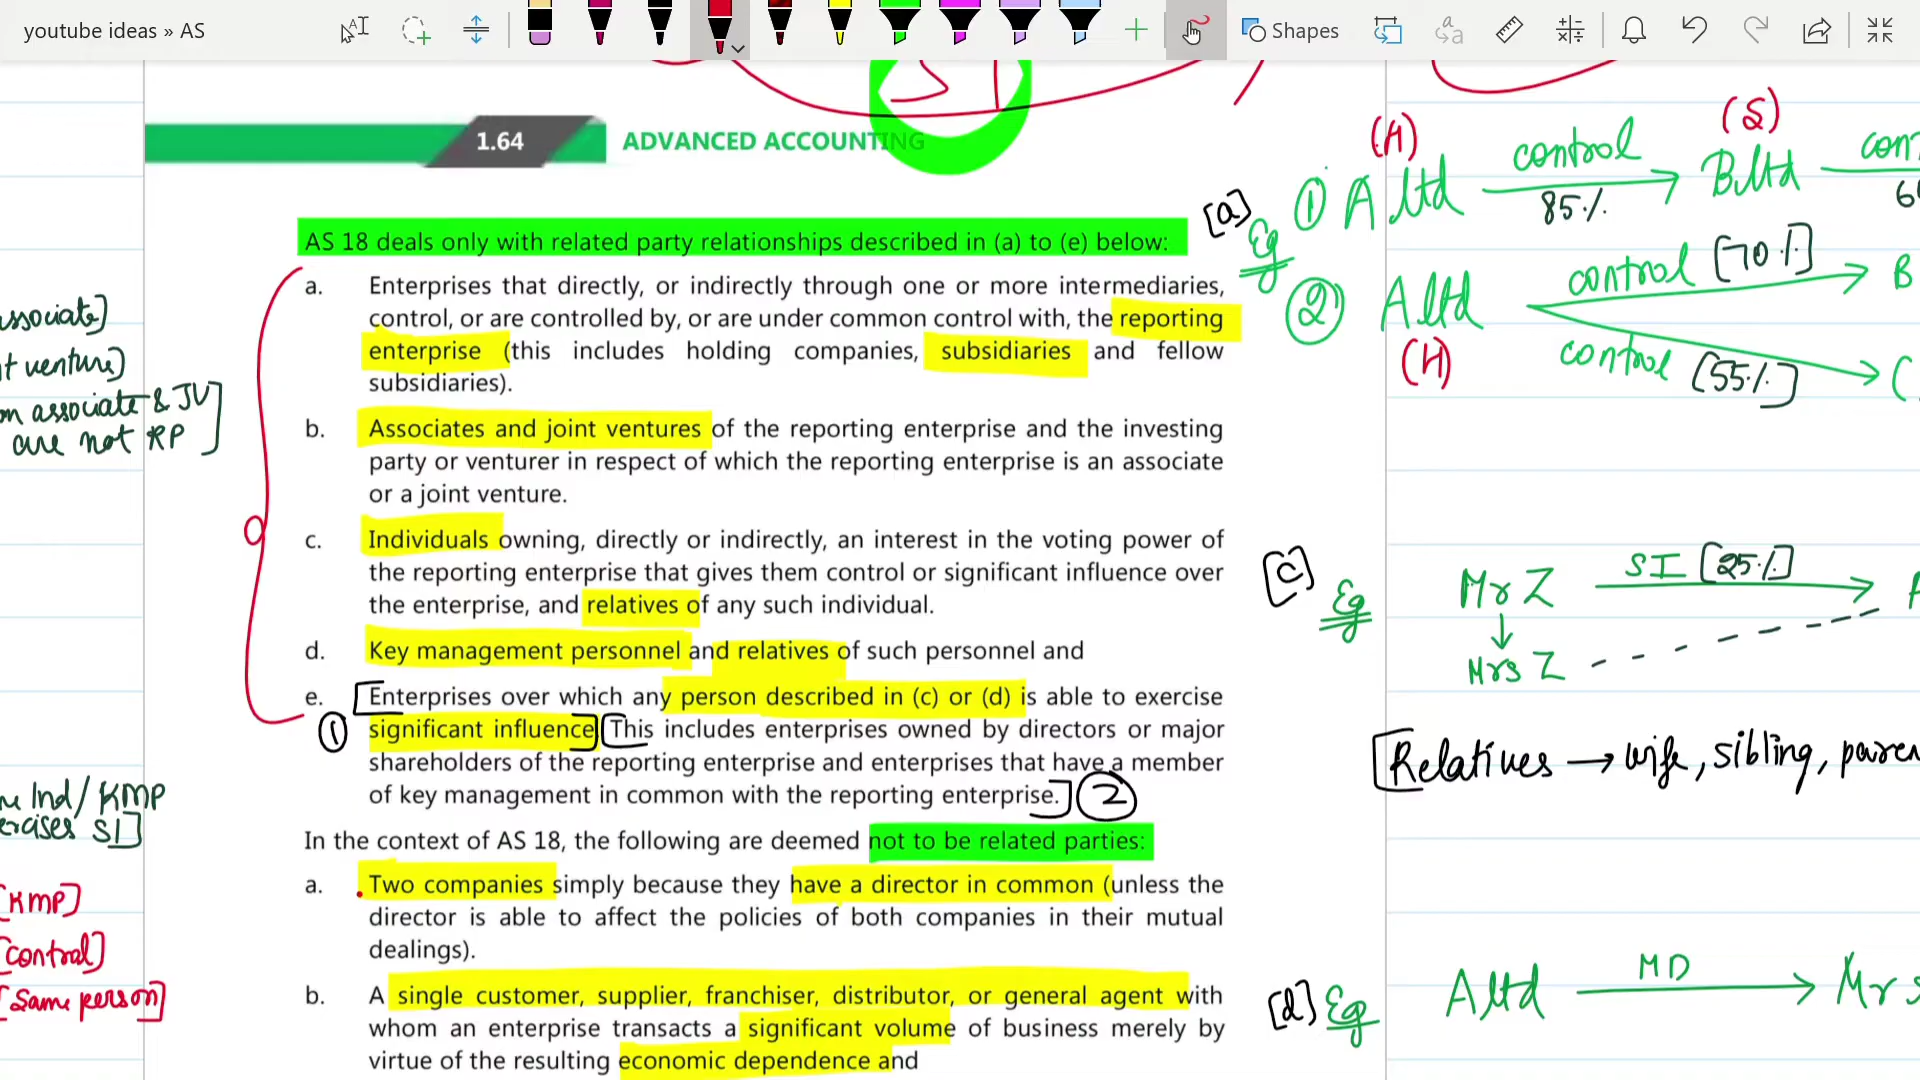 youtube ideas » AS
Shapes
SI
1.64 ADVANCED ACCOUNTING
AS 18 deals only with related party relationships described in (a) to (e) below:
a. Enterprises that directly, or indirectly through one or more intermediaries,
control, or are controlled by, or are under common control with, the reporting
enterprise (this includes holding companies, subsidiaries and fellow
subsidiaries).
b. Associates and joint ventures of the reporting enterprise and the investing
party or venturer in respect of which the reporting enterprise is an associate
or a joint venture.
c. Individuals owning, directly or indirectly, an interest in the voting power of
the reporting enterprise that gives them control or significant influence over
the enterprise, and relatives of any such individual.
d. Key management personnel and relatives of such personnel and
e. Enterprises over which any person described in (c) or (d) is able to exercise
① significant influence. This includes enterprises owned by directors or major
shareholders of the reporting enterprise and enterprises that have a member
of key management in common with the reporting enterprise.] ②
In the context of AS 18, the following are deemed not to be related parties:
a. Two companies simply because they have a director in common (unless the
director is able to affect the policies of both companies in their mutual
dealings).
b. A single customer, supplier, franchiser, distributor, or general agent with
whom an enterprise transacts a significant volume of business merely by
virtue of the resulting economic dependence and
associate]
t venture)
on associate & JV
are not RP]
Ind/KMP
ercises SI]
[KMP]
[control]
[Same person]
(H) (S)
[a] Eg ① A ltd control 85% B ltd
② A ltd control [70%] B
(H) control [55%] C
[c] Eg Mr Z SI [25%]
Mrs Z
[Relatives → wife, sibling, paren
[d] Eg A ltd MD → Mr